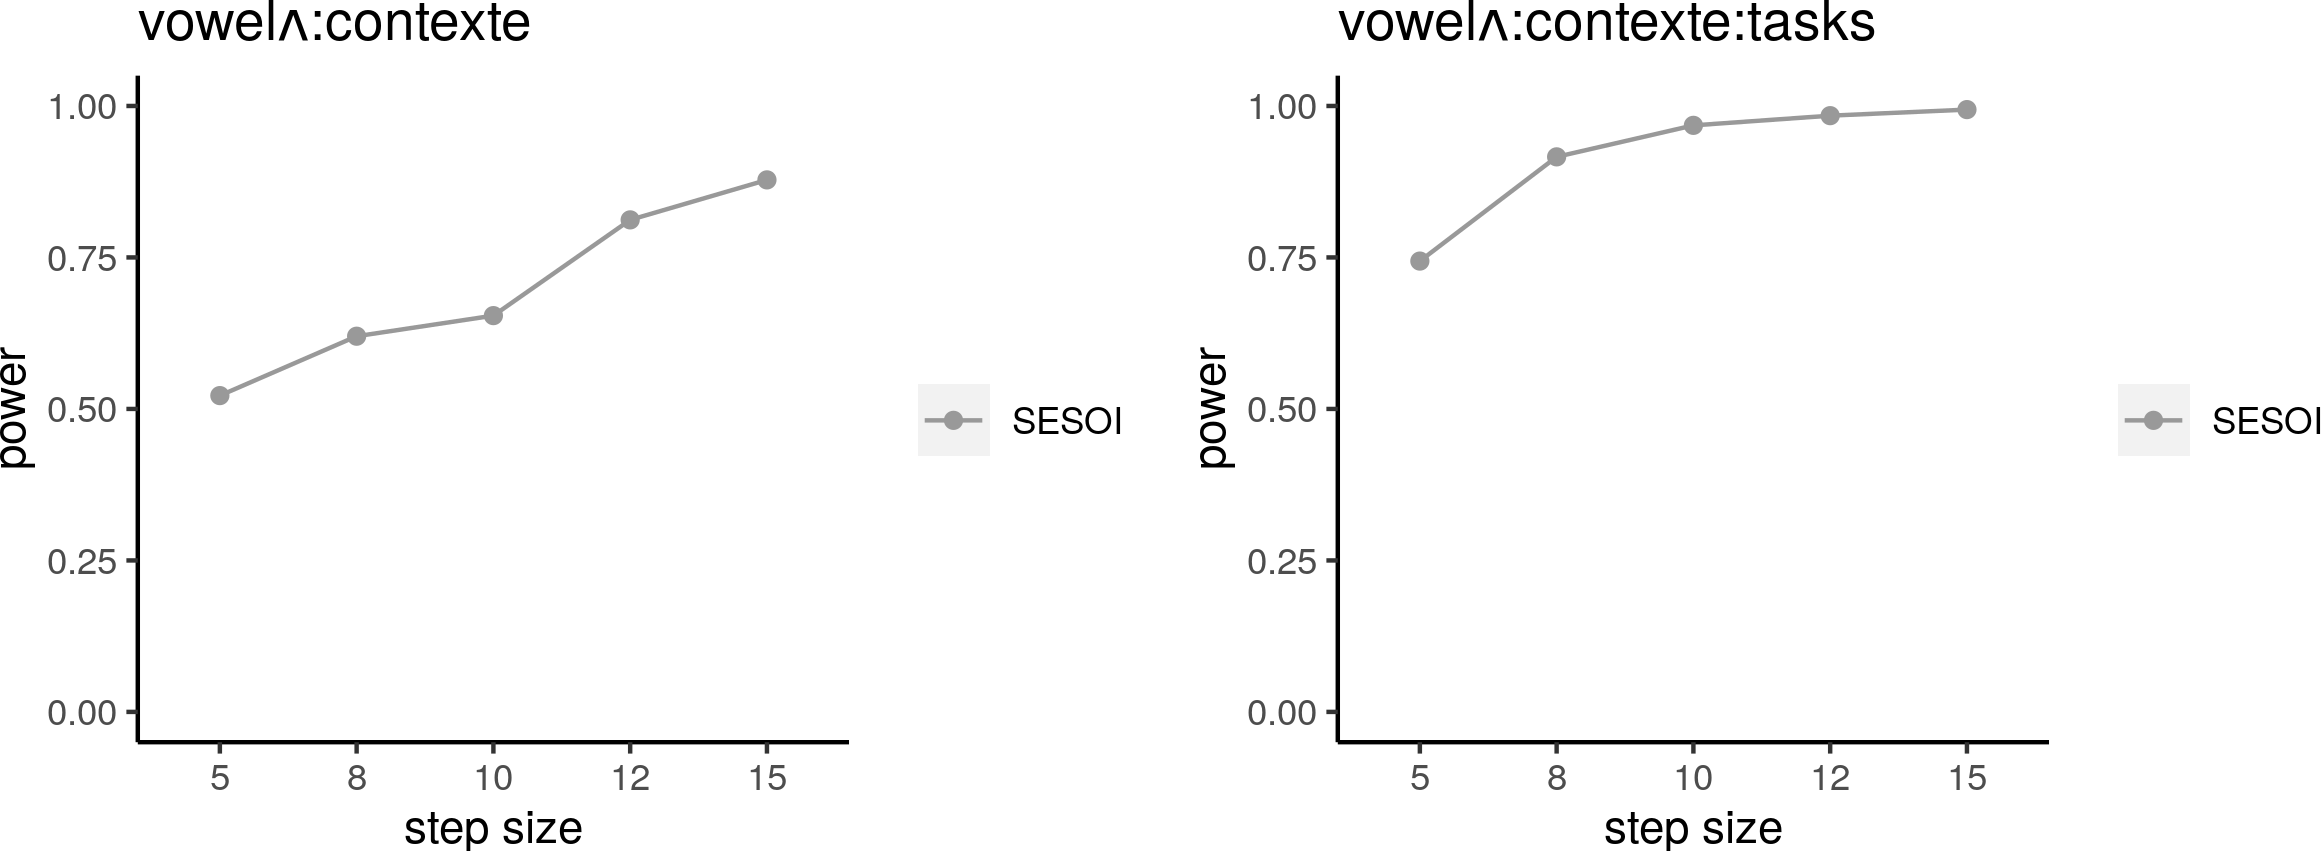 vowelʌ:contexte
1.00
0.75
0.50
0.25
0.00
power
5 8 10 12 15
step size
SESOI
vowelʌ:contexte:tasks
1.00
0.75
0.50
0.25
0.00
power
5 8 10 12 15
step size
SESOI